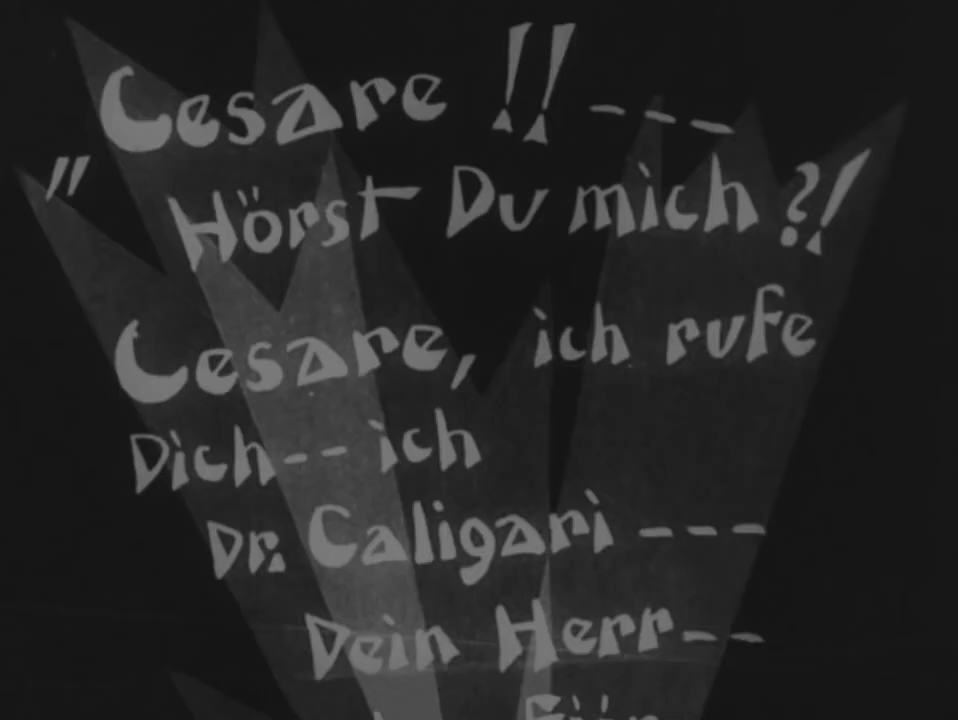 Cesare !! ---
" Hörst Du mich ?!
Cesare, ich rufe
Dich -- ich
Dr. Caligari ---
Dein Herr --